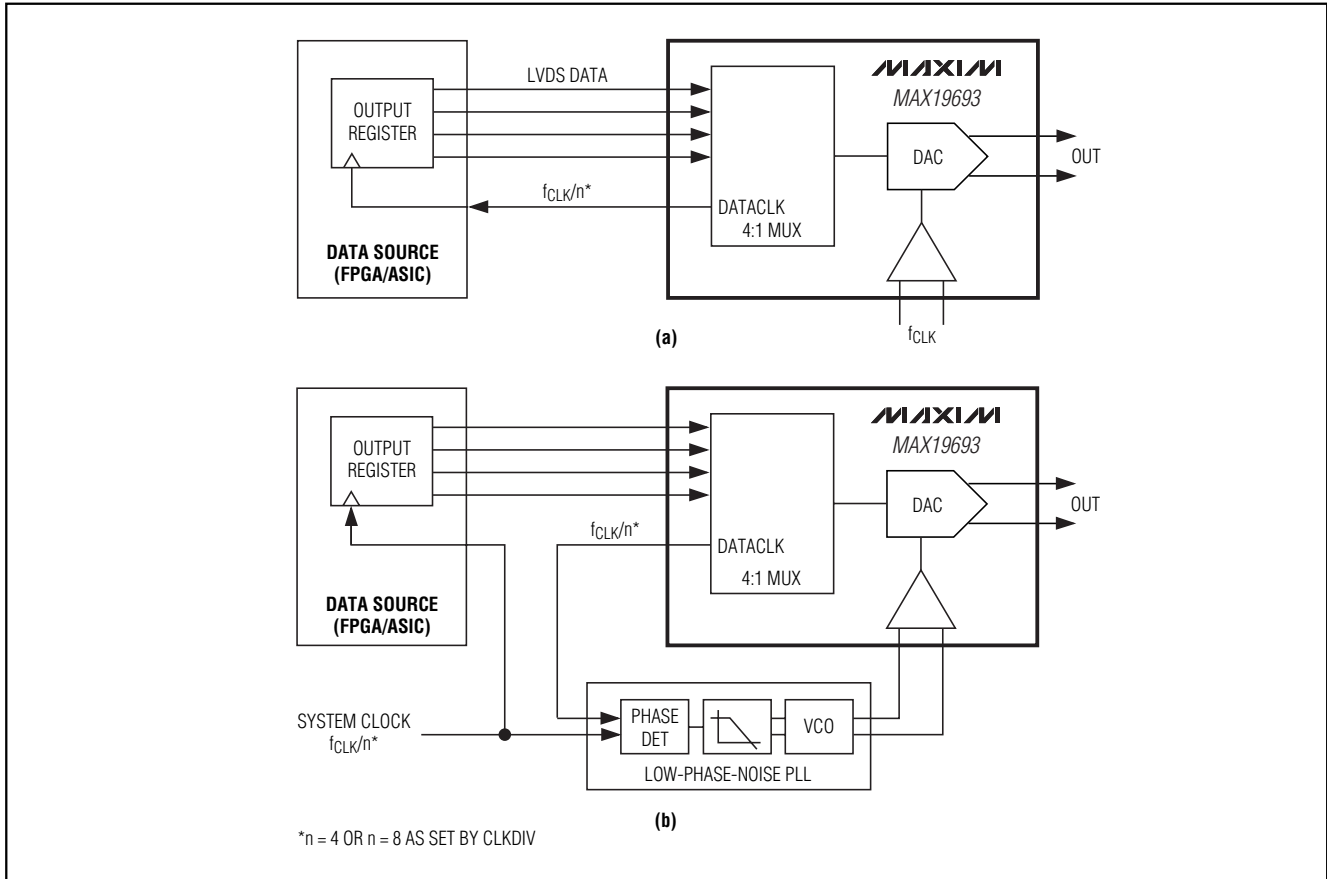 LVDS DATA
OUTPUT
REGISTER
fCLK/n*
DATA SOURCE
(FPGA/ASIC)
DATACLK
4:1 MUX
MAXIM
MAX19693
DAC
OUT
fCLK
(a)
OUTPUT
REGISTER
DATA SOURCE
(FPGA/ASIC)
fCLK/n*
DATACLK
4:1 MUX
MAXIM
MAX19693
DAC
OUT
SYSTEM CLOCK
fCLK/n*
PHASE
DET
VCO
LOW-PHASE-NOISE PLL
(b)
*n = 4 OR n = 8 AS SET BY CLKDIV